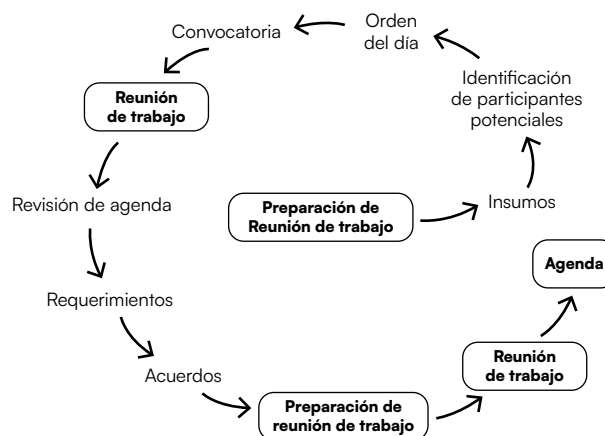 Orden
del día
Convocatoria
Identificación
de participantes
potenciales
Reunión
de trabajo
Revisión de agenda
Preparación de
Reunión de trabajo
Insumos
Agenda
Requerimientos
Reunión
de trabajo
Acuerdos
Preparación de
reunión de trabajo